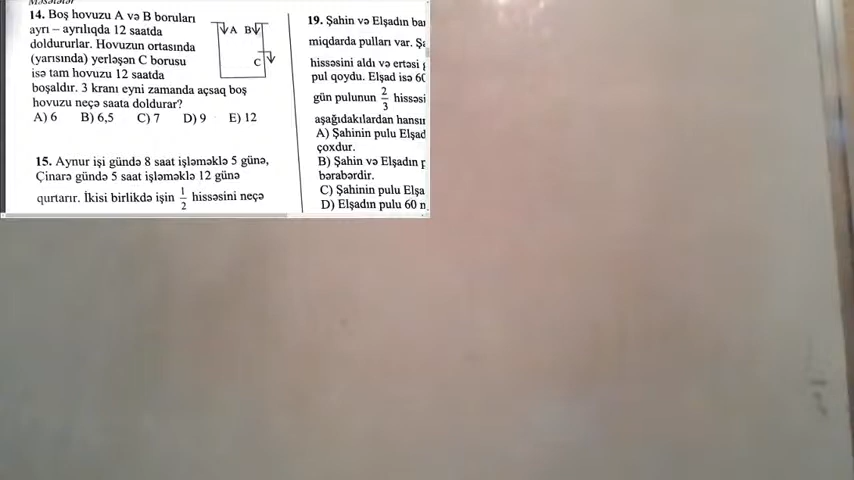 Məsələlər
14. Boş hovuzu A və B boruları
ayrı – ayrılıqda 12 saatda
doldururlar. Hovuzun ortasında
(yarısında) yerləşən C borusu
isə tam hovuzu 12 saatda
boşaldır. 3 kranı eyni zamanda açsaq boş
hovuzu neçə saata doldurar?
A B
C
A) 6 B) 6,5 C) 7 D) 9 E) 12
15. Aynur işi gündə 8 saat işləməklə 5 günə,
Çinarə gündə 5 saat işləməklə 12 günə
qurtarır. İkisi birlikdə işin 1/2 hissəsini neçə
19. Şahin və Elşadın
miqdarda pulları var.
hissəsini aldı və ertəsi
pul qoydu. Elşad isə 60
gün pulunun 2/3 hissəsi
aşağıdakılardan
A) Şahinin pulu Elşad
çoxdur.
B) Şahin və Elşadın
bərabərdir.
C) Şahinin pulu Elşa
D) Elşadın pulu 60